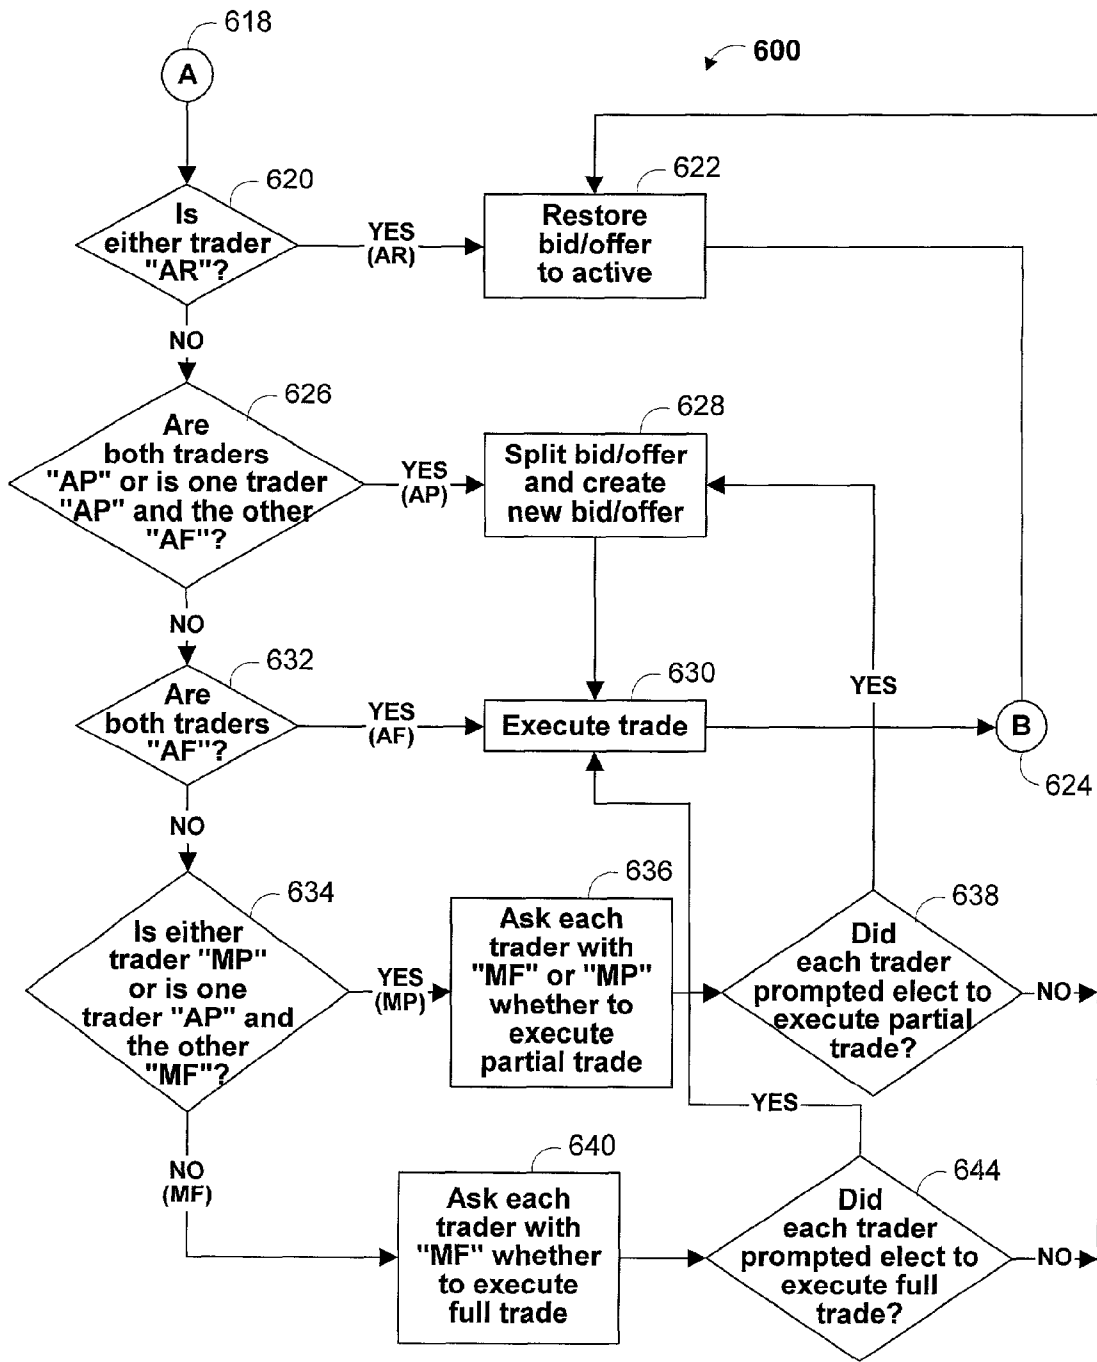 618
A
600
620
Is
either trader
"AR"?
YES
(AR)
622
Restore
bid/offer
to active
NO
626
Are
both traders
"AP" or is one trader
"AP" and the other
"AF"?
YES
(AP)
628
Split bid/offer
and create
new bid/offer
NO
632
Are
both traders
"AF"?
YES
(AF)
630
Execute trade
YES
B
624
NO
634
Is either
trader "MP"
or is one
trader "AP" and
the other
"MF"?
YES
(MP)
636
Ask each
trader with
"MF" or "MP"
whether to
execute
partial trade
638
Did
each trader
prompted elect to
execute partial
trade?
NO
YES
NO
(MF)
640
Ask each
trader with
"MF" whether
to execute
full trade
644
Did
each trader
prompted elect to
execute full
trade?
NO